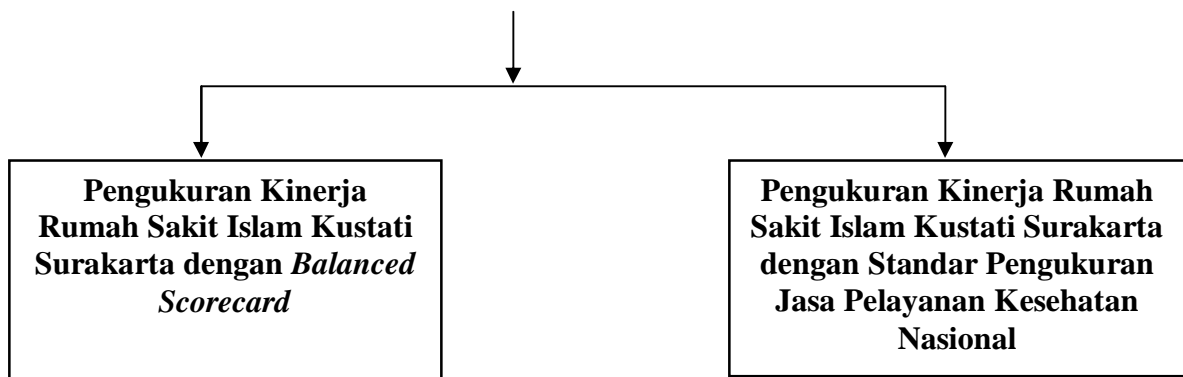 Pengukuran Kinerja
Rumah Sakit Islam Kustati
Surakarta dengan Balanced
Scorecard
Pengukuran Kinerja Rumah
Sakit Islam Kustati Surakarta
dengan Standar Pengukuran
Jasa Pelayanan Kesehatan
Nasional